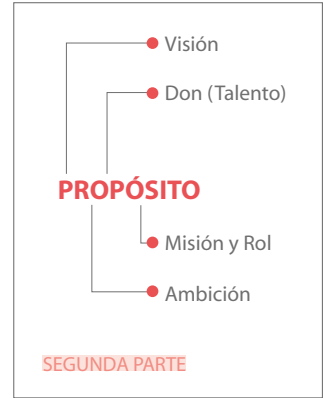 Visión
Don (Talento)
PROPÓSITO
Misión y Rol
Ambición
SEGUNDA PARTE